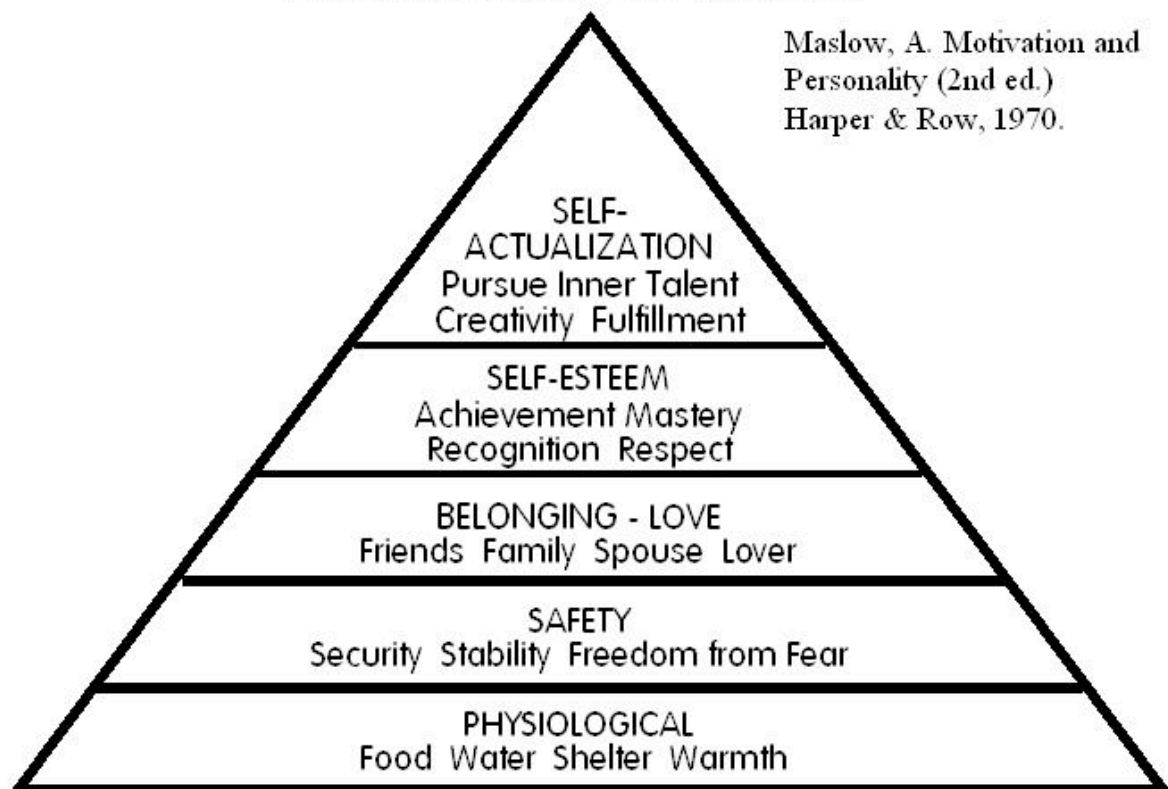 Maslow, A. Motivation and
Personality (2nd ed.)
Harper & Row, 1970.
SELF-
ACTUALIZATION
Pursue Inner Talent
Creativity Fulfillment
SELF-ESTEEM
Achievement Mastery
Recognition Respect
BELONGING - LOVE
Friends Family Spouse Lover
SAFETY
Security Stability Freedom from Fear
PHYSIOLOGICAL
Food Water Shelter Warmth